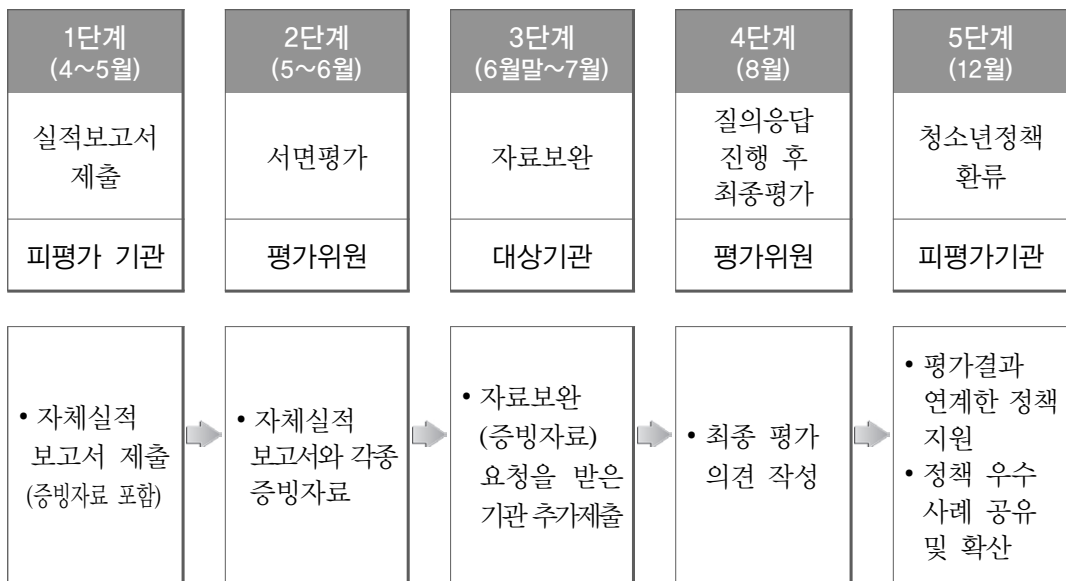 1단계
(4～5월)
실적보고서
제출
피평가 기관
2단계
(5～6월)
서면평가
평가위원
3단계
(6월말～7월)
자료보완
대상기관
4단계
(8월)
질의응답
진행 후
최종평가
평가위원
5단계
(12월)
청소년정책
환류
피평가기관
• 자체실적
보고서 제출
(증빙자료 포함)
• 자체실적
보고서와 각종
증빙자료
• 자료보완
(증빙자료)
요청을 받은
기관 추가제출
• 최종 평가
의견 작성
• 평가결과
연계한 정책
지원
• 정책 우수
사례 공유
및 확산